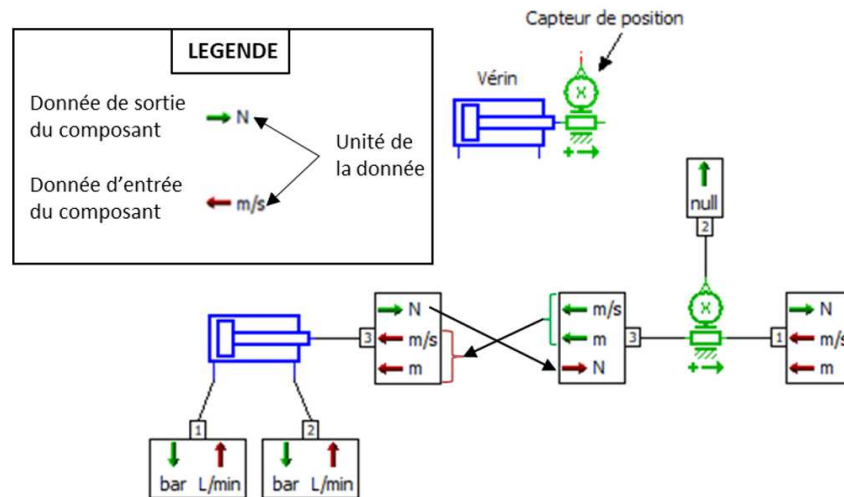 Capteur de position
LEGENDE
Vérin
Donnée de sortie
du composant
N
Unité de
la donnée
Donnée d'entrée
du composant
m/s
X
+
null
2
N
m/s
m
3
m/s
m
N
3
X
+
1
N
m/s
m
1
2
bar L/min
bar L/min